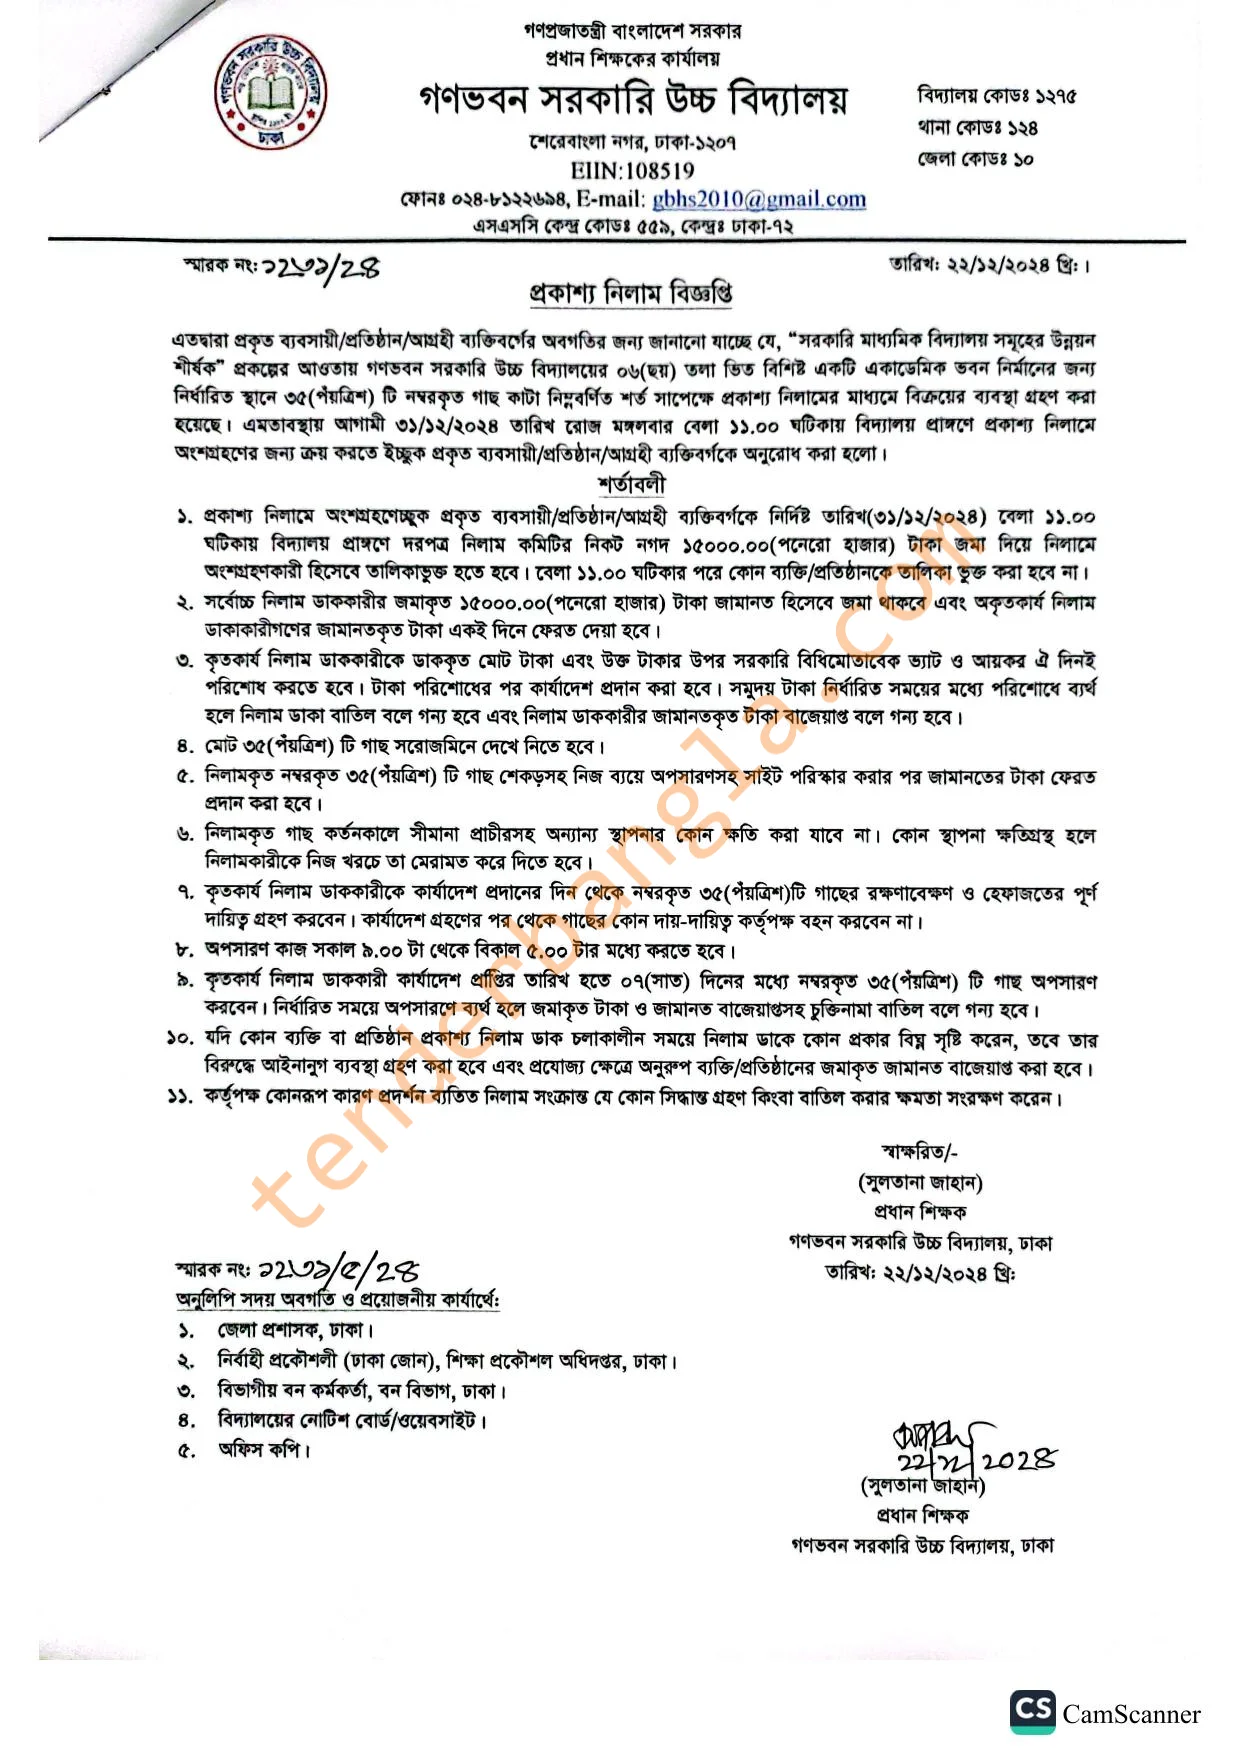 গণপ্রজাতন্ত্রী বাংলাদেশ সরকার
প্রধান শিক্ষকের কার্যালয়
গণভবন সরকারি উচ্চ বিদ্যালয়
শেরেবাংলা নগর, ঢাকা-১২০৭
EIIN:108519
ফোনঃ ০২৪-৮১২২৬৯৪, E-mail: gbhs2010@gmail.com
এসএসসি কেন্দ্র কোডঃ ৫৫৯, কেন্দ্রঃ ঢাকা-৭২
বিদ্যালয় কোডঃ ১২৭৫
থানা কোডঃ ১২৪
জেলা কোডঃ ১০
গণভবন সরকারি উচ্চ বিদ্যালয়
ঢাকা
স্মারক নং: ১২৩১/২৪
তারিখ: ২২/১২/২০২৪ খ্রি: ।
প্রকাশ্য নিলাম বিজ্ঞপ্তি
এতদ্বারা প্রকৃত ব্যবসায়ী/প্রতিষ্ঠান/আগ্রহী ব্যক্তিবর্গের অবগতির জন্য জানানো যাচ্ছে যে, “সরকারি মাধ্যমিক বিদ্যালয় সমূহের উন্নয়ন
শীর্ষক” প্রকল্পের আওতায় গণভবন সরকারি উচ্চ বিদ্যালয়ের ০৬(ছয়) তলা ভিত বিশিষ্ট একটি একাডেমিক ভবন নির্মানের জন্য
নির্ধারিত স্থানে ৩৫(পঁয়ত্রিশ) টি নম্বরকৃত গাছ কাটা নিম্নবর্ণিত শর্ত সাপেক্ষে প্রকাশ্য নিলামের মাধ্যমে বিক্রয়ের ব্যবস্থা গ্রহণ করা
হয়েছে। এমতাবস্থায় আগামী ৩১/১২/২০২৪ তারিখ রোজ মঙ্গলবার বেলা ১১.০০ ঘটিকায় বিদ্যালয় প্রাঙ্গণে প্রকাশ্য নিলামে
অংশগ্রহণের জন্য ক্রয় করতে ইচ্ছুক প্রকৃত ব্যবসায়ী/প্রতিষ্ঠান/আগ্রহী ব্যক্তিবর্গকে অনুরোধ করা হলো।
শর্তাবলী
১. প্রকাশ্য নিলামে অংশগ্রহণেচ্ছুক প্রকৃত ব্যবসায়ী/প্রতিষ্ঠান/আগ্রহী ব্যক্তিবর্গকে নির্দিষ্ট তারিখ(৩১/১২/২০২৪) বেলা ১১.০০
ঘটিকায় বিদ্যালয় প্রাঙ্গণে দরপত্র নিলাম কমিটির নিকট নগদ ১৫০০০.০০(পনেরো হাজার) টাকা জমা দিয়ে নিলামে
অংশগ্রহণকারী হিসেবে তালিকাভুক্ত হতে হবে। বেলা ১১.০০ ঘটিকার পরে কোন ব্যক্তি/প্রতিষ্ঠানকে তালিকা ভুক্ত করা হবে না।
২. সর্বোচ্চ নিলাম ডাককারীর জমাকৃত ১৫০০০.০০(পনেরো হাজার) টাকা জামানত হিসেবে জমা থাকবে এবং অকৃতকার্য নিলাম
ডাকাকারীগণের জামানতকৃত টাকা একই দিনে ফেরত দেয়া হবে।
৩. কৃতকার্য নিলাম ডাককারীকে ডাককৃত মোট টাকা এবং উক্ত টাকার উপর সরকারি বিধিমোতাবেক ভ্যাট ও আয়কর ঐ দিনই
পরিশোধ করতে হবে। টাকা পরিশোধের পর কার্যাদেশ প্রদান করা হবে। সমুদয় টাকা নির্ধারিত সময়ের মধ্যে পরিশোধে ব্যর্থ
হলে নিলাম ডাকা বাতিল বলে গন্য হবে এবং নিলাম ডাককারীর জামানতকৃত টাকা বাজেয়াপ্ত বলে গন্য হবে।
৪. মোট ৩৫(পঁয়ত্রিশ) টি গাছ সরোজমিনে দেখে নিতে হবে।
৫. নিলামকৃত নম্বরকৃত ৩৫(পঁয়ত্রিশ) টি গাছ শেকড়সহ নিজ ব্যয়ে অপসারণসহ সাইট পরিস্কার করার পর জামানতের টাকা ফেরত
প্রদান করা হবে।
৬. নিলামকৃত গাছ কর্তনকালে সীমানা প্রাচীরসহ অন্যান্য স্থাপনার কোন ক্ষতি করা যাবে না। কোন স্থাপনা ক্ষতিগ্রস্থ হলে
নিলামকারীকে নিজ খরচে তা মেরামত করে দিতে হবে।
৭. কৃতকার্য নিলাম ডাককারীকে কার্যাদেশ প্রদানের দিন থেকে নম্বরকৃত ৩৫(পঁয়ত্রিশ)টি গাছের রক্ষণাবেক্ষণ ও হেফাজতের পূর্ণ
দায়িত্ব গ্রহণ করবেন। কার্যাদেশ গ্রহণের পর থেকে গাছের কোন দায়-দায়িত্ব কর্তৃপক্ষ বহন করবেন না।
৮. অপসারণ কাজ সকাল ৯.০০ টা থেকে বিকাল ৫.০০ টার মধ্যে করতে হবে।
৯. কৃতকার্য নিলাম ডাককারী কার্যাদেশ প্রাপ্তির তারিখ হতে ০৭(সাত) দিনের মধ্যে নম্বরকৃত ৩৫(পঁয়ত্রিশ) টি গাছ অপসারণ
করবেন। নির্ধারিত সময়ে অপসারণে ব্যর্থ হলে জমাকৃত টাকা ও জামানত বাজেয়াপ্তসহ চুক্তিনামা বাতিল বলে গন্য হবে।
১০. যদি কোন ব্যক্তি বা প্রতিষ্ঠান প্রকাশ্য নিলাম ডাক চলাকালীন সময়ে নিলাম ডাকে কোন প্রকার বিঘ্ন সৃষ্টি করেন, তবে তার
বিরুদ্ধে আইনানুগ ব্যবস্থা গ্রহণ করা হবে এবং প্রযোজ্য ক্ষেত্রে অনুরুপ ব্যক্তি/প্রতিষ্ঠানের জমাকৃত জামানত বাজেয়াপ্ত করা হবে।
১১. কর্তৃপক্ষ কোনরূপ কারণ প্রদর্শন ব্যতিত নিলাম সংক্রান্ত যে কোন সিদ্ধান্ত গ্রহণ কিংবা বাতিল করার ক্ষমতা সংরক্ষণ করেন।
tenderbangla.com
স্বাক্ষরিত/-
(সুলতানা জাহান)
প্রধান শিক্ষক
গণভবন সরকারি উচ্চ বিদ্যালয়, ঢাকা
তারিখ: ২২/১২/২০২৪ খ্রি:
স্মারক নং: ১২৩১/৫/২৪
অনুলিপি সদয় অবগতি ও প্রয়োজনীয় কার্যার্থে:
১. জেলা প্রশাসক, ঢাকা।
২. নির্বাহী প্রকৌশলী (ঢাকা জোন), শিক্ষা প্রকৌশল অধিদপ্তর, ঢাকা।
৩. বিভাগীয় বন কর্মকর্তা, বন বিভাগ, ঢাকা।
৪. বিদ্যালয়ের নোটিশ বোর্ড/ওয়েবসাইট।
৫. অফিস কপি।
২২/১২/২০২৪
(সুলতানা জাহান)
প্রধান শিক্ষক
গণভবন সরকারি উচ্চ বিদ্যালয়, ঢাকা
CS CamScanner